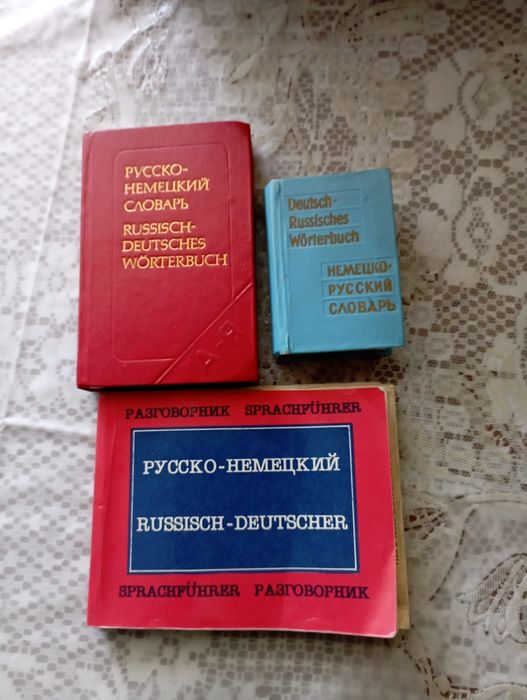 РУССКО-
НЕМЕЦКИЙ
СЛОВАРЬ
RUSSISCH-
DEUTSCHES
WÖRTERBUCH
А-Я
Deutsch-
Russisches
Wörterbuch
НЕМЕЦКО-
РУССКИЙ
СЛОВАРЬ
РАЗГОВОРНИК SPRACHFÜHRER
РУССКО-НЕМЕЦКИЙ
RUSSISCH-DEUTSCHER
SPRACHFÜHRER РАЗГОВОРНИК